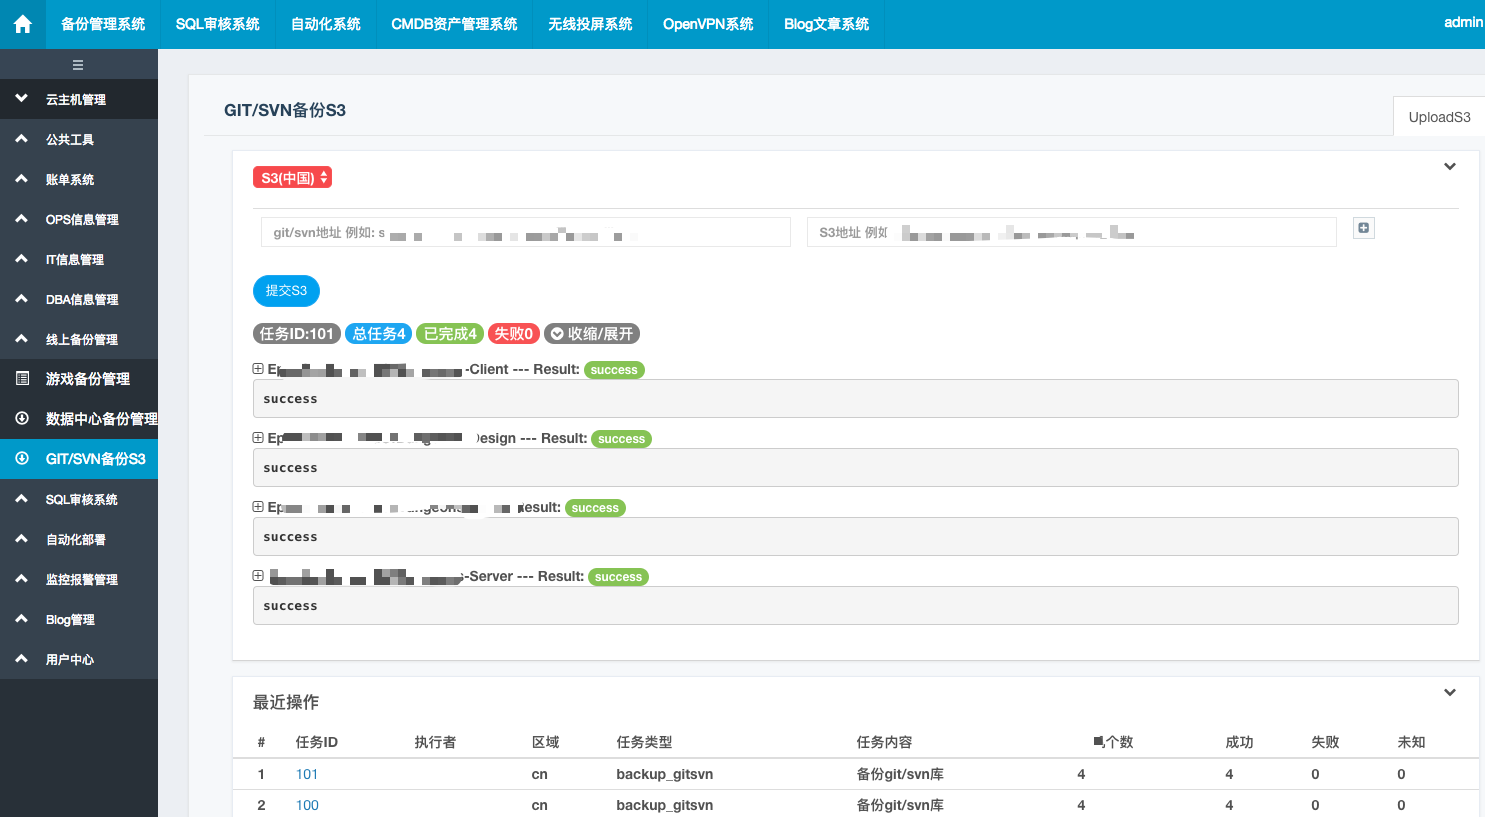 备份管理系统 SQL审核系统 自动化系统 CMDB资产管理系统 无线投屏系统 OpenVPN系统 Blog文章系统 admin
云主机管理
公共工具
账单系统
OPS信息管理
IT信息管理
DBA信息管理
线上备份管理
游戏备份管理
数据中心备份管理
GIT/SVN备份S3
SQL审核系统
自动化部署
监控报警管理
Blog管理
用户中心
GIT/SVN备份S3
UploadS3
S3(中国)
git/svn地址 例如: s
S3地址 例如
提交S3
任务ID:101 总任务4 已完成4 失败0 收缩/展开
-Client --- Result: success
success
esign --- Result: success
success
esult: success
success
-Server --- Result: success
success
最近操作
# 任务ID 执行者 区域 任务类型 任务内容 个数 成功 失败 未知
1 101 cn backup_gitsvn 备份git/svn库 4 4 0 0
2 100 cn backup_gitsvn 备份git/svn库 4 4 0 0